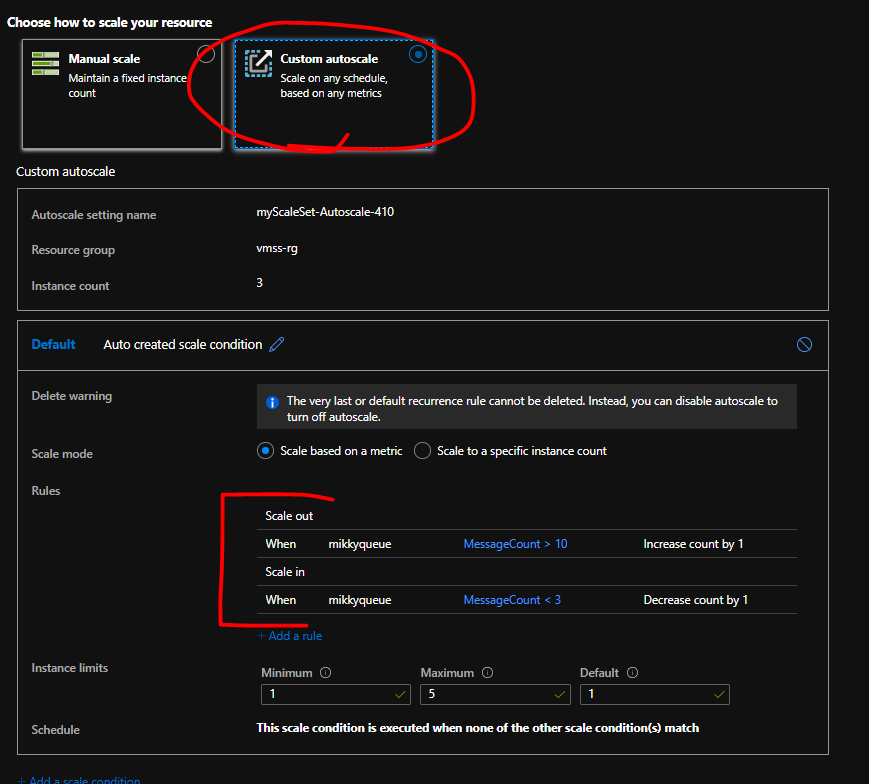 Choose how to scale your resource
Manual scale
Maintain a fixed instance
count
Custom autoscale
Scale on any schedule,
based on any metrics
Custom autoscale
Autoscale setting name myScaleSet-Autoscale-410
Resource group vmss-rg
Instance count 3
Default Auto created scale condition
Delete warning
The very last or default recurrence rule cannot be deleted. Instead, you can disable autoscale to
turn off autoscale.
Scale mode Scale based on a metric Scale to a specific instance count
Rules
Scale out
When mikkyqueue MessageCount > 10 Increase count by 1
Scale in
When mikkyqueue MessageCount < 3 Decrease count by 1
+ Add a rule
Instance limits
Minimum Maximum Default
1 5 1
Schedule This scale condition is executed when none of the other scale condition(s) match
+ Add a scale condition